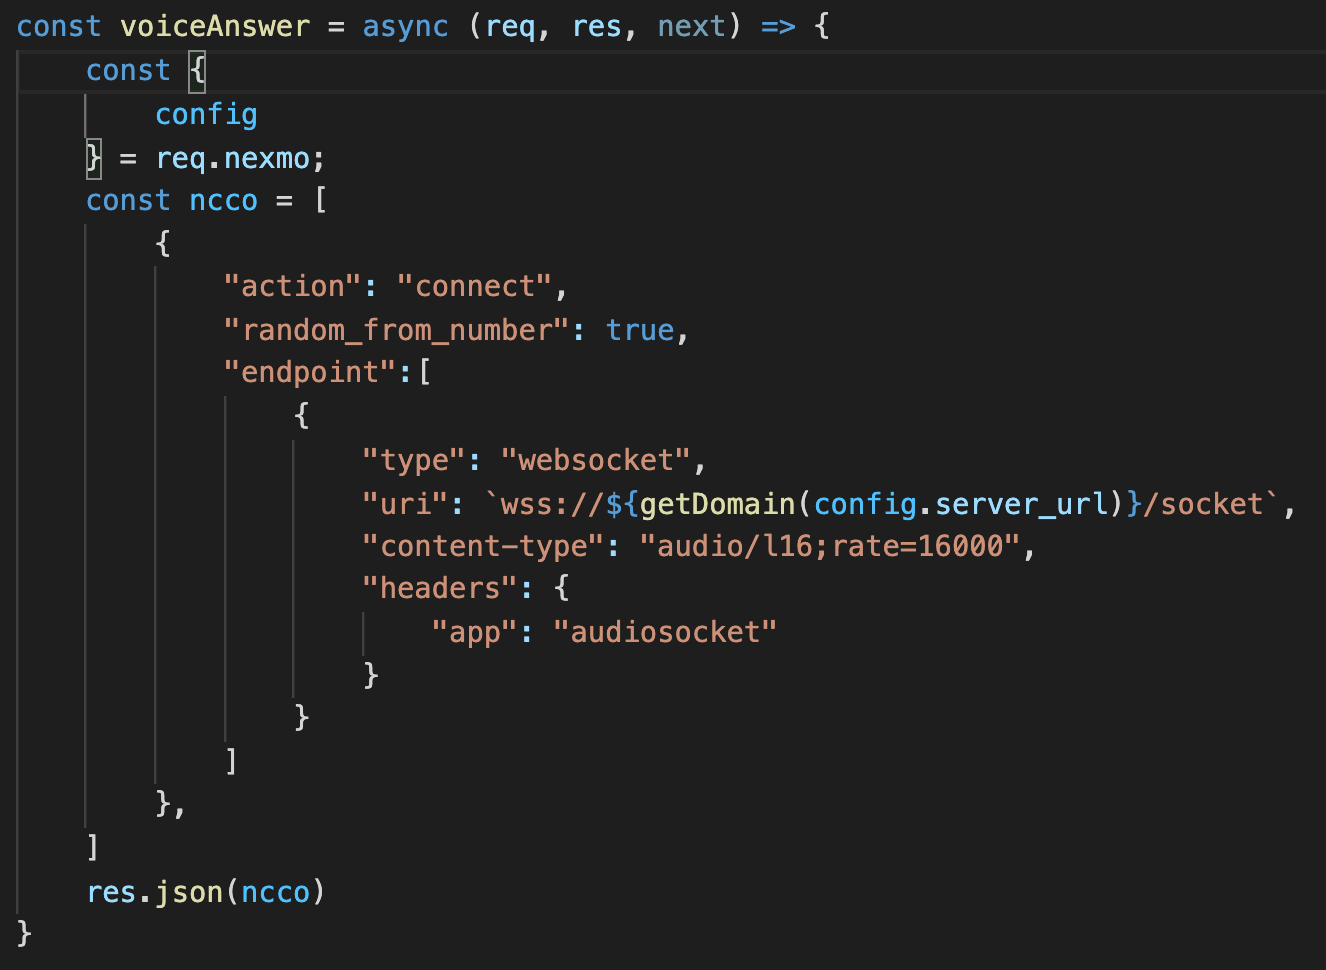 const voiceAnswer = async (req, res, next) => {
    const {
        config
    } = req.nexmo;
    const ncco = [
        {
            "action": "connect",
            "random_from_number": true,
            "endpoint":[
                {
                    "type": "websocket",
                    "uri": `wss://${getDomain(config.server_url)}/socket`,
                    "content-type": "audio/l16;rate=16000",
                    "headers": {
                        "app": "audiosocket"
                    }
                }
            ]
        },
    ]
    res.json(ncco)
}